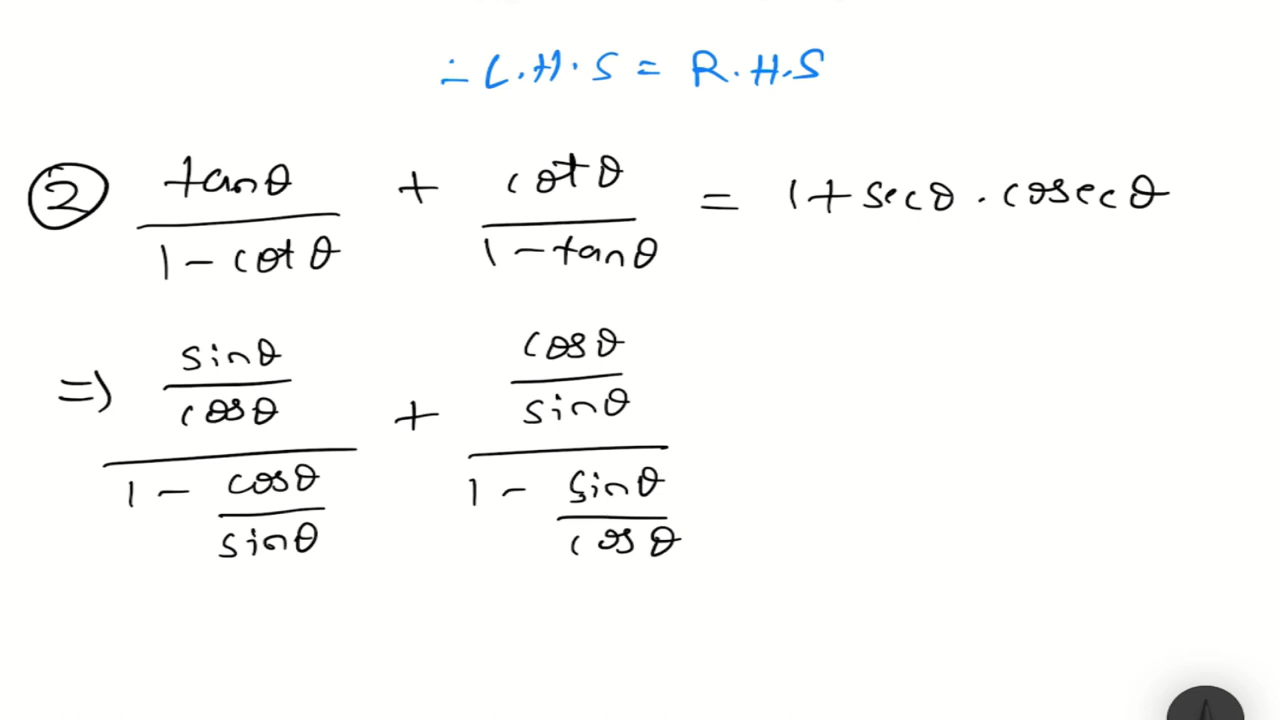 ∴ L.H.S = R.H.S
② tanθ/(1 - cotθ) + cotθ/(1 - tanθ) = 1 + secθ . cosecθ
⇒ (sinθ/cosθ)/(1 - cosθ/sinθ) + (cosθ/sinθ)/(1 - sinθ/cosθ)